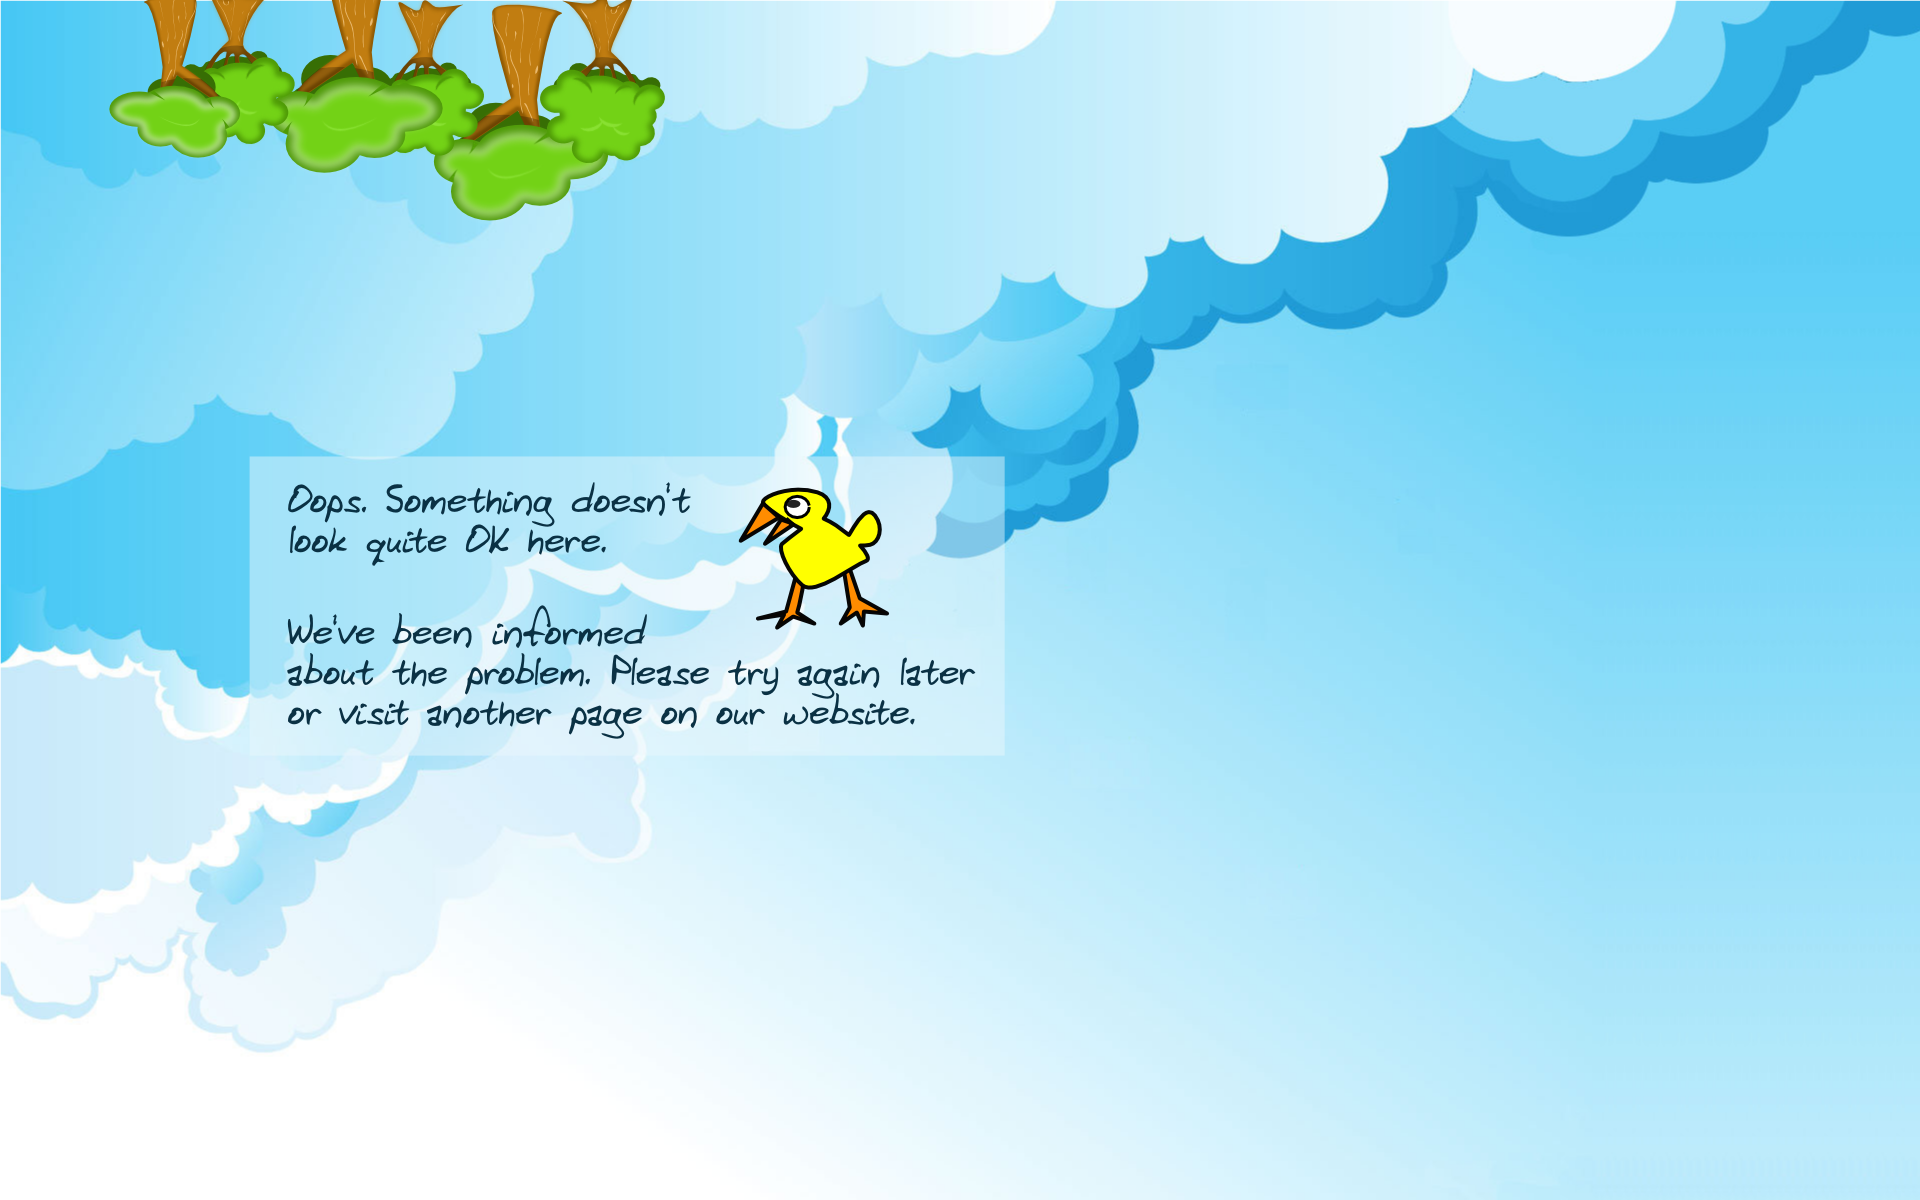 Oops. Something doesn't
look quite OK here.
We've been informed
about the problem. Please try again later
or visit another page on our website.